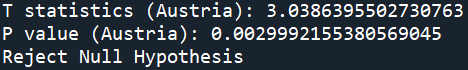 T statistics (Austria): 3.0386395502730763
P value (Austria): 0.0029992155380569045
Reject Null Hypothesis